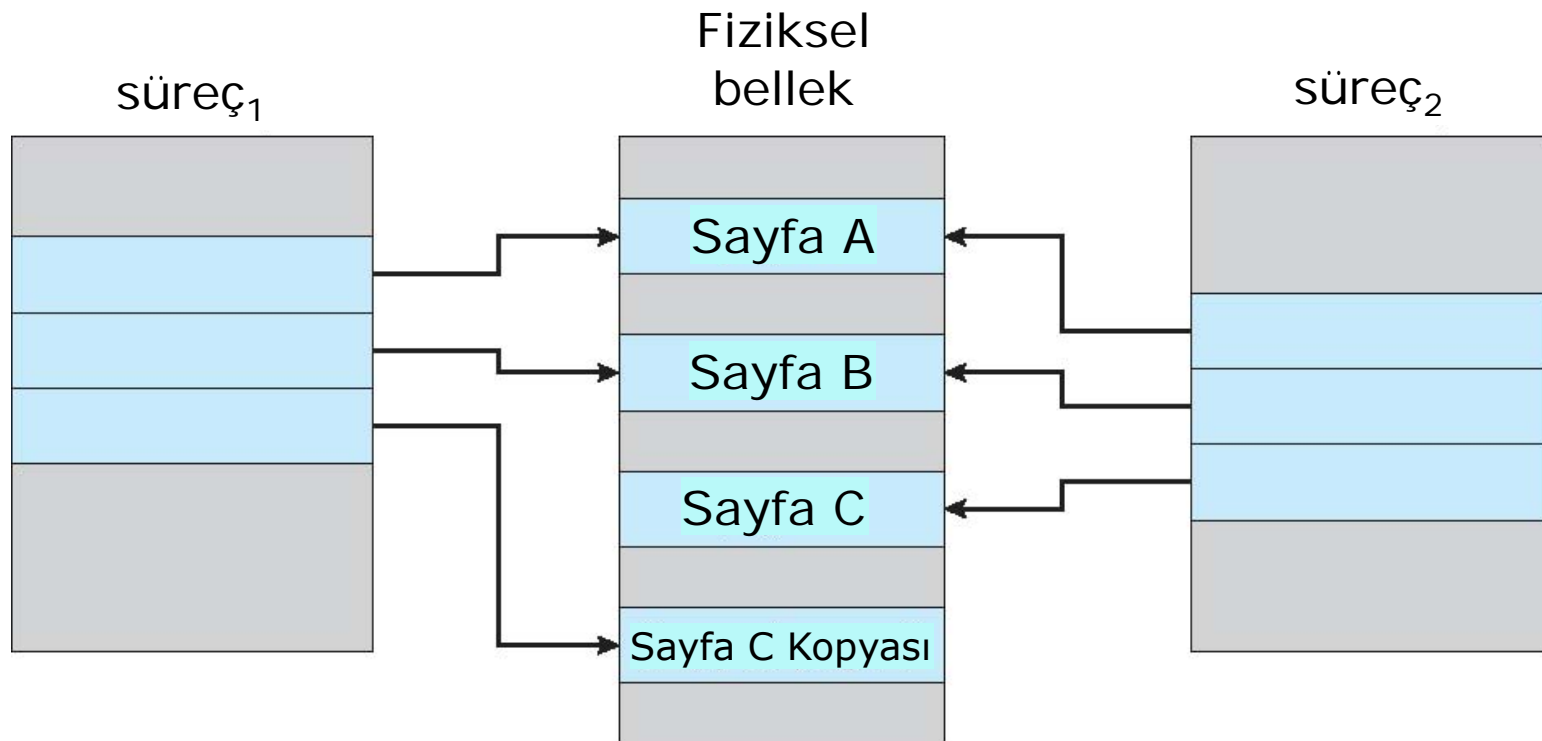 Fiziksel
bellek
süreç₁
süreç₂
Sayfa A
Sayfa B
Sayfa C
Sayfa C Kopyası